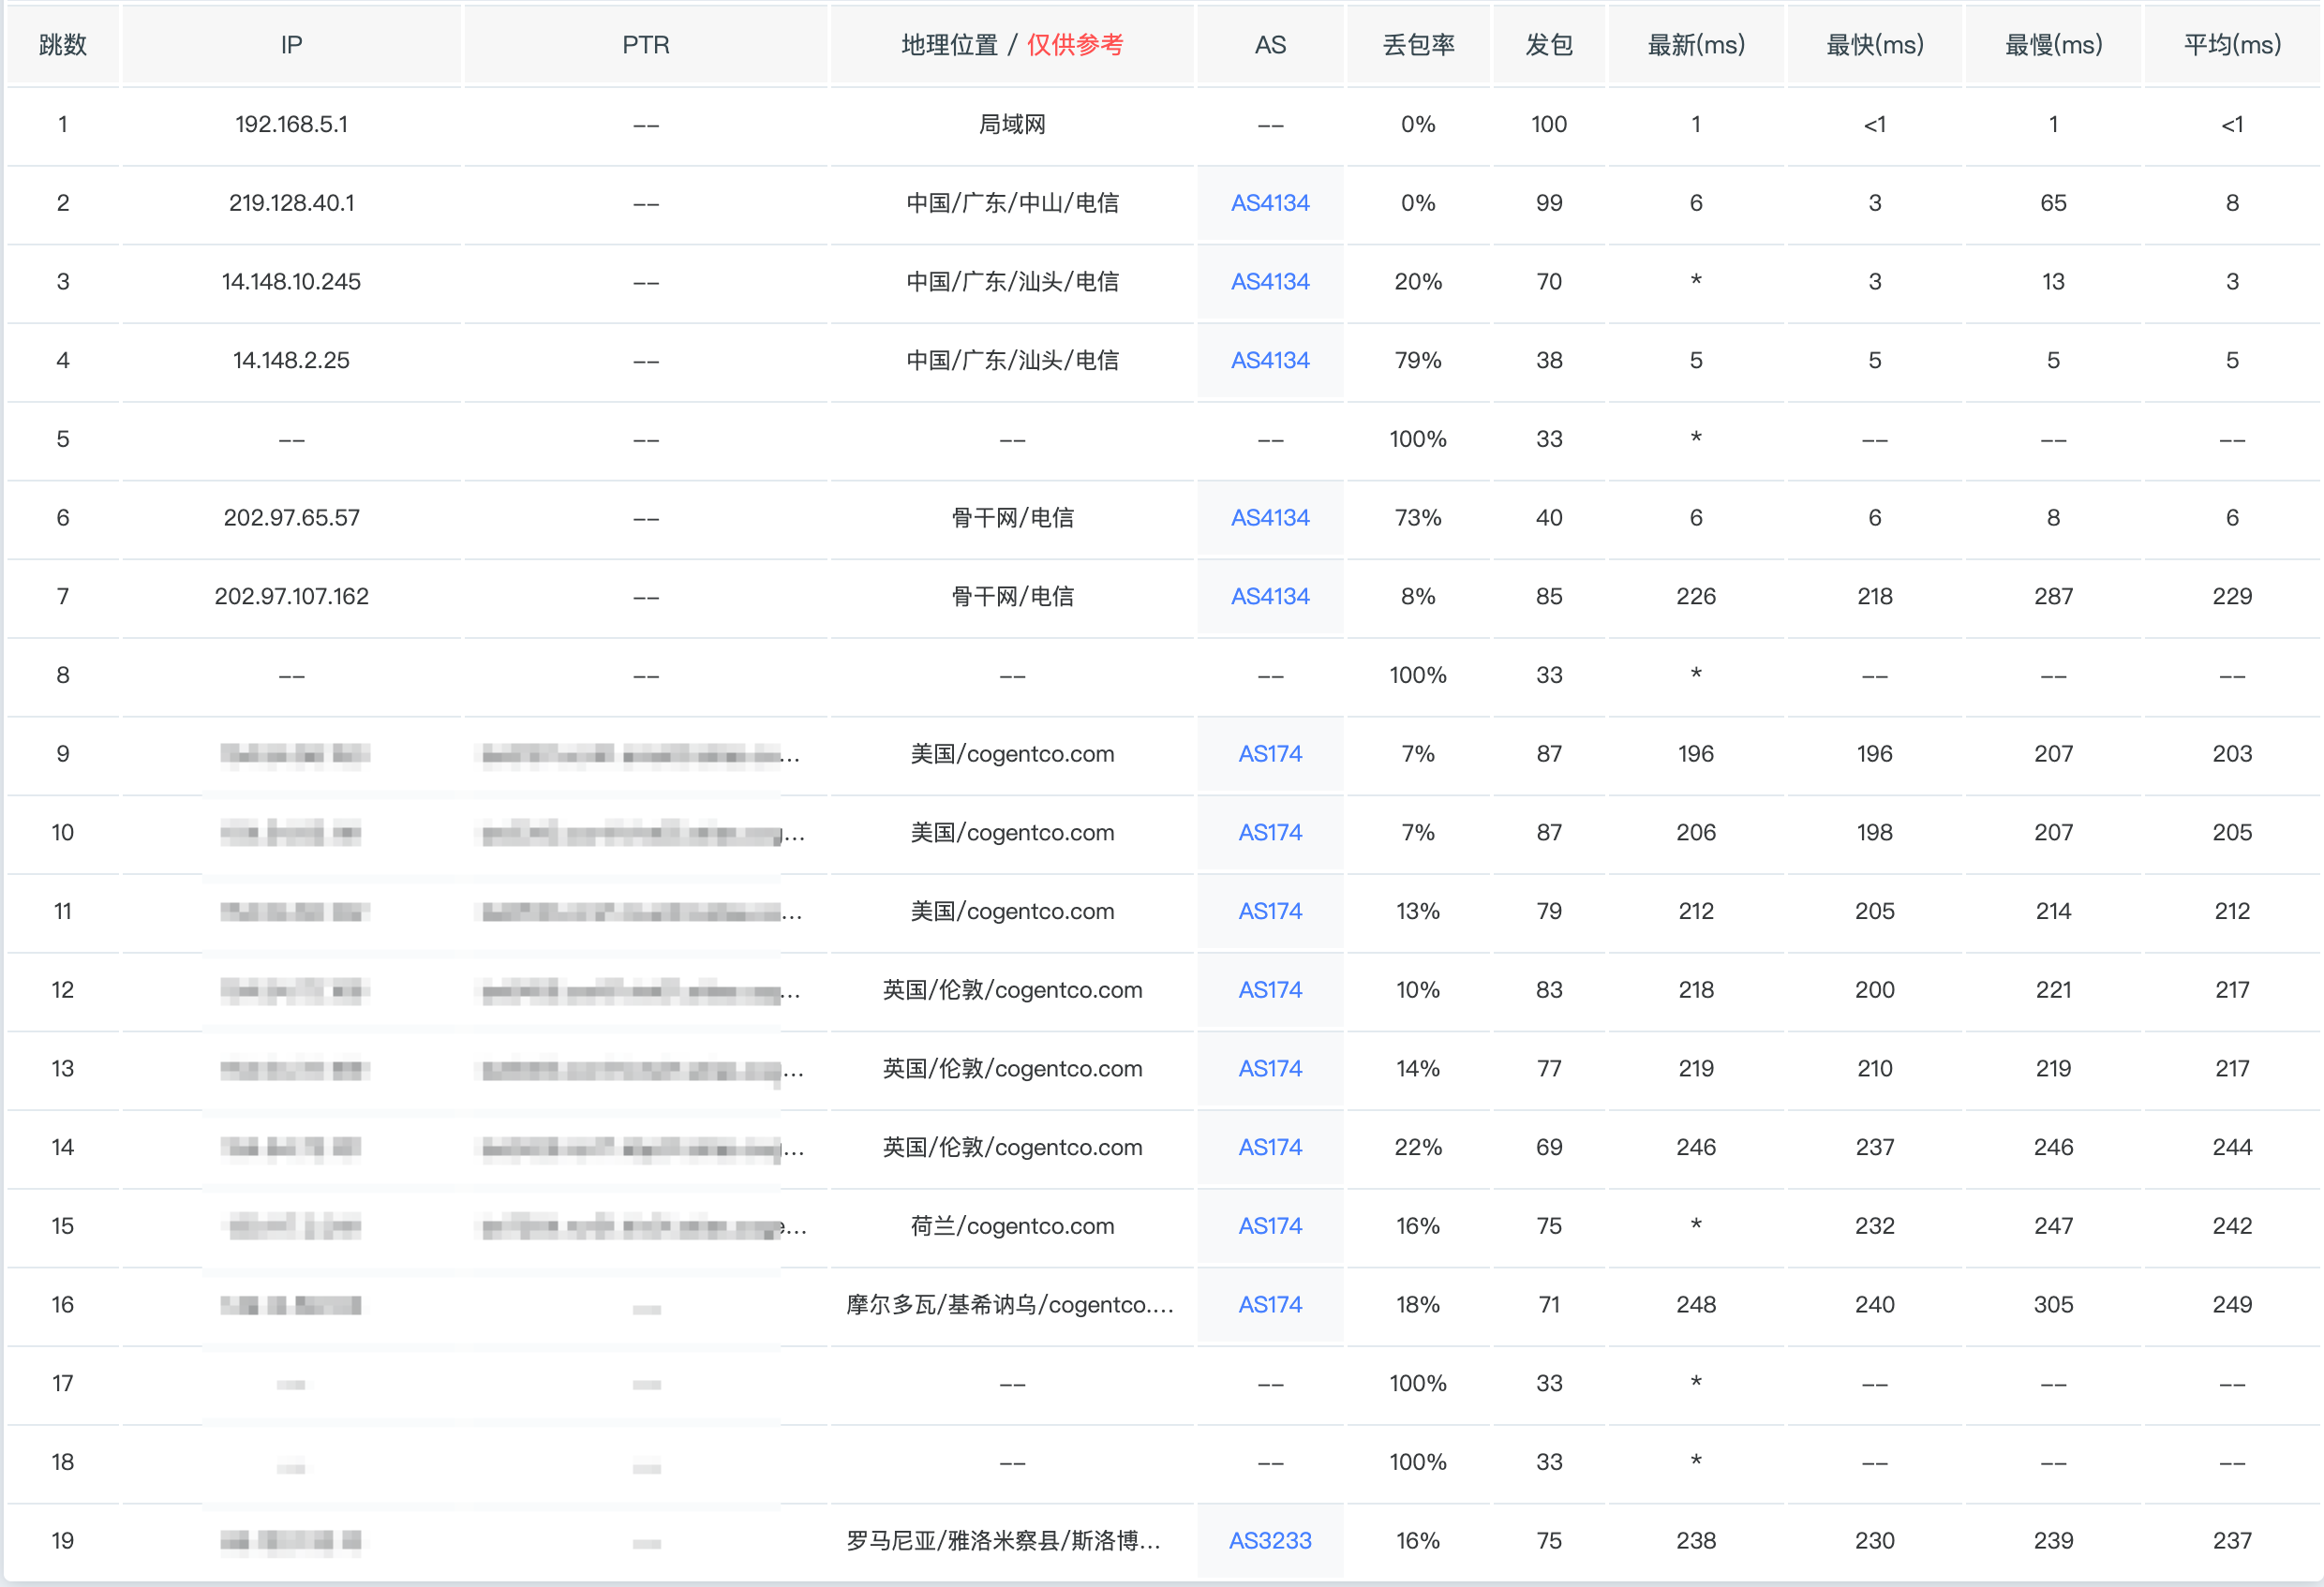 跳数 IP PTR 地理位置 / 仅供参考 AS 丢包率 发包 最新(ms) 最快(ms) 最慢(ms) 平均(ms)
1 192.168.5.1 -- 局域网 -- 0% 100 1 <1 1 <1
2 219.128.40.1 -- 中国/广东/中山/电信 AS4134 0% 99 6 3 65 8
3 14.148.10.245 -- 中国/广东/汕头/电信 AS4134 20% 70 * 3 13 3
4 14.148.2.25 -- 中国/广东/汕头/电信 AS4134 79% 38 5 5 5 5
5 -- -- -- -- 100% 33 * -- -- --
6 202.97.65.57 -- 骨干网/电信 AS4134 73% 40 6 6 8 6
7 202.97.107.162 -- 骨干网/电信 AS4134 8% 85 226 218 287 229
8 -- -- -- -- 100% 33 * -- -- --
9 ... 美国/cogentco.com AS174 7% 87 196 196 207 203
10 ... 美国/cogentco.com AS174 7% 87 206 198 207 205
11 ... 美国/cogentco.com AS174 13% 79 212 205 214 212
12 ... 英国/伦敦/cogentco.com AS174 10% 83 218 200 221 217
13 ... 英国/伦敦/cogentco.com AS174 14% 77 219 210 219 217
14 ... 英国/伦敦/cogentco.com AS174 22% 69 246 237 246 244
15 ... 荷兰/cogentco.com AS174 16% 75 * 232 247 242
16 摩尔多瓦/基希讷乌/cogentco.... AS174 18% 71 248 240 305 249
17 -- -- 100% 33 * -- -- --
18 -- -- 100% 33 * -- -- --
19 罗马尼亚/雅洛米察县/斯洛博... AS3233 16% 75 238 230 239 237